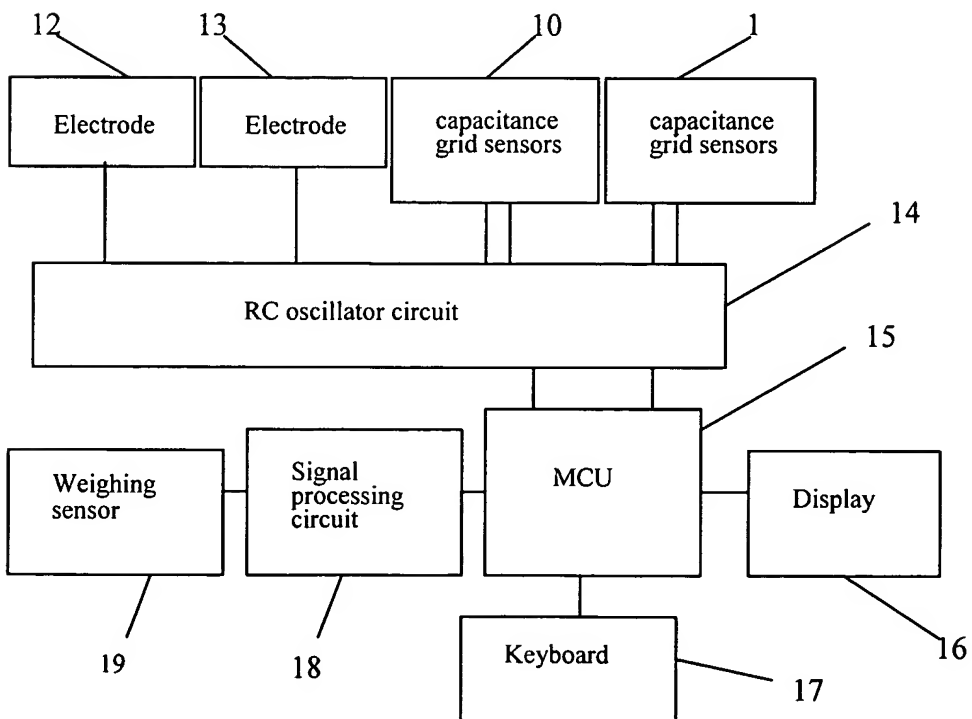 12
13
10
1
Electrode
Electrode
capacitance
grid sensors
capacitance
grid sensors
14
RC oscillator circuit
15
Weighing
sensor
Signal
processing
circuit
MCU
Display
19
18
Keyboard
17
16